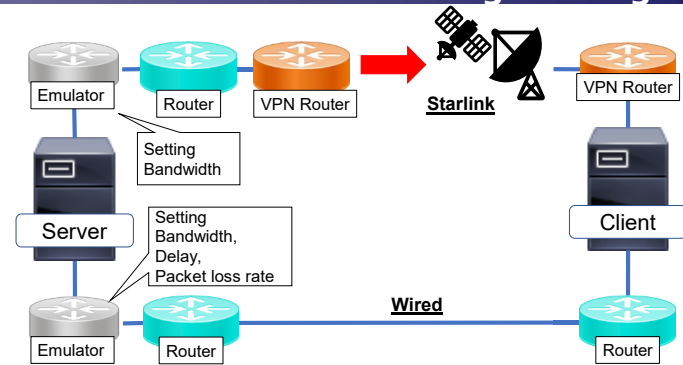 Emulator
Router
VPN Router
Starlink
VPN Router
Setting
Bandwidth
Server
Setting
Bandwidth,
Delay,
Packet loss rate
Client
Wired
Emulator
Router
Router